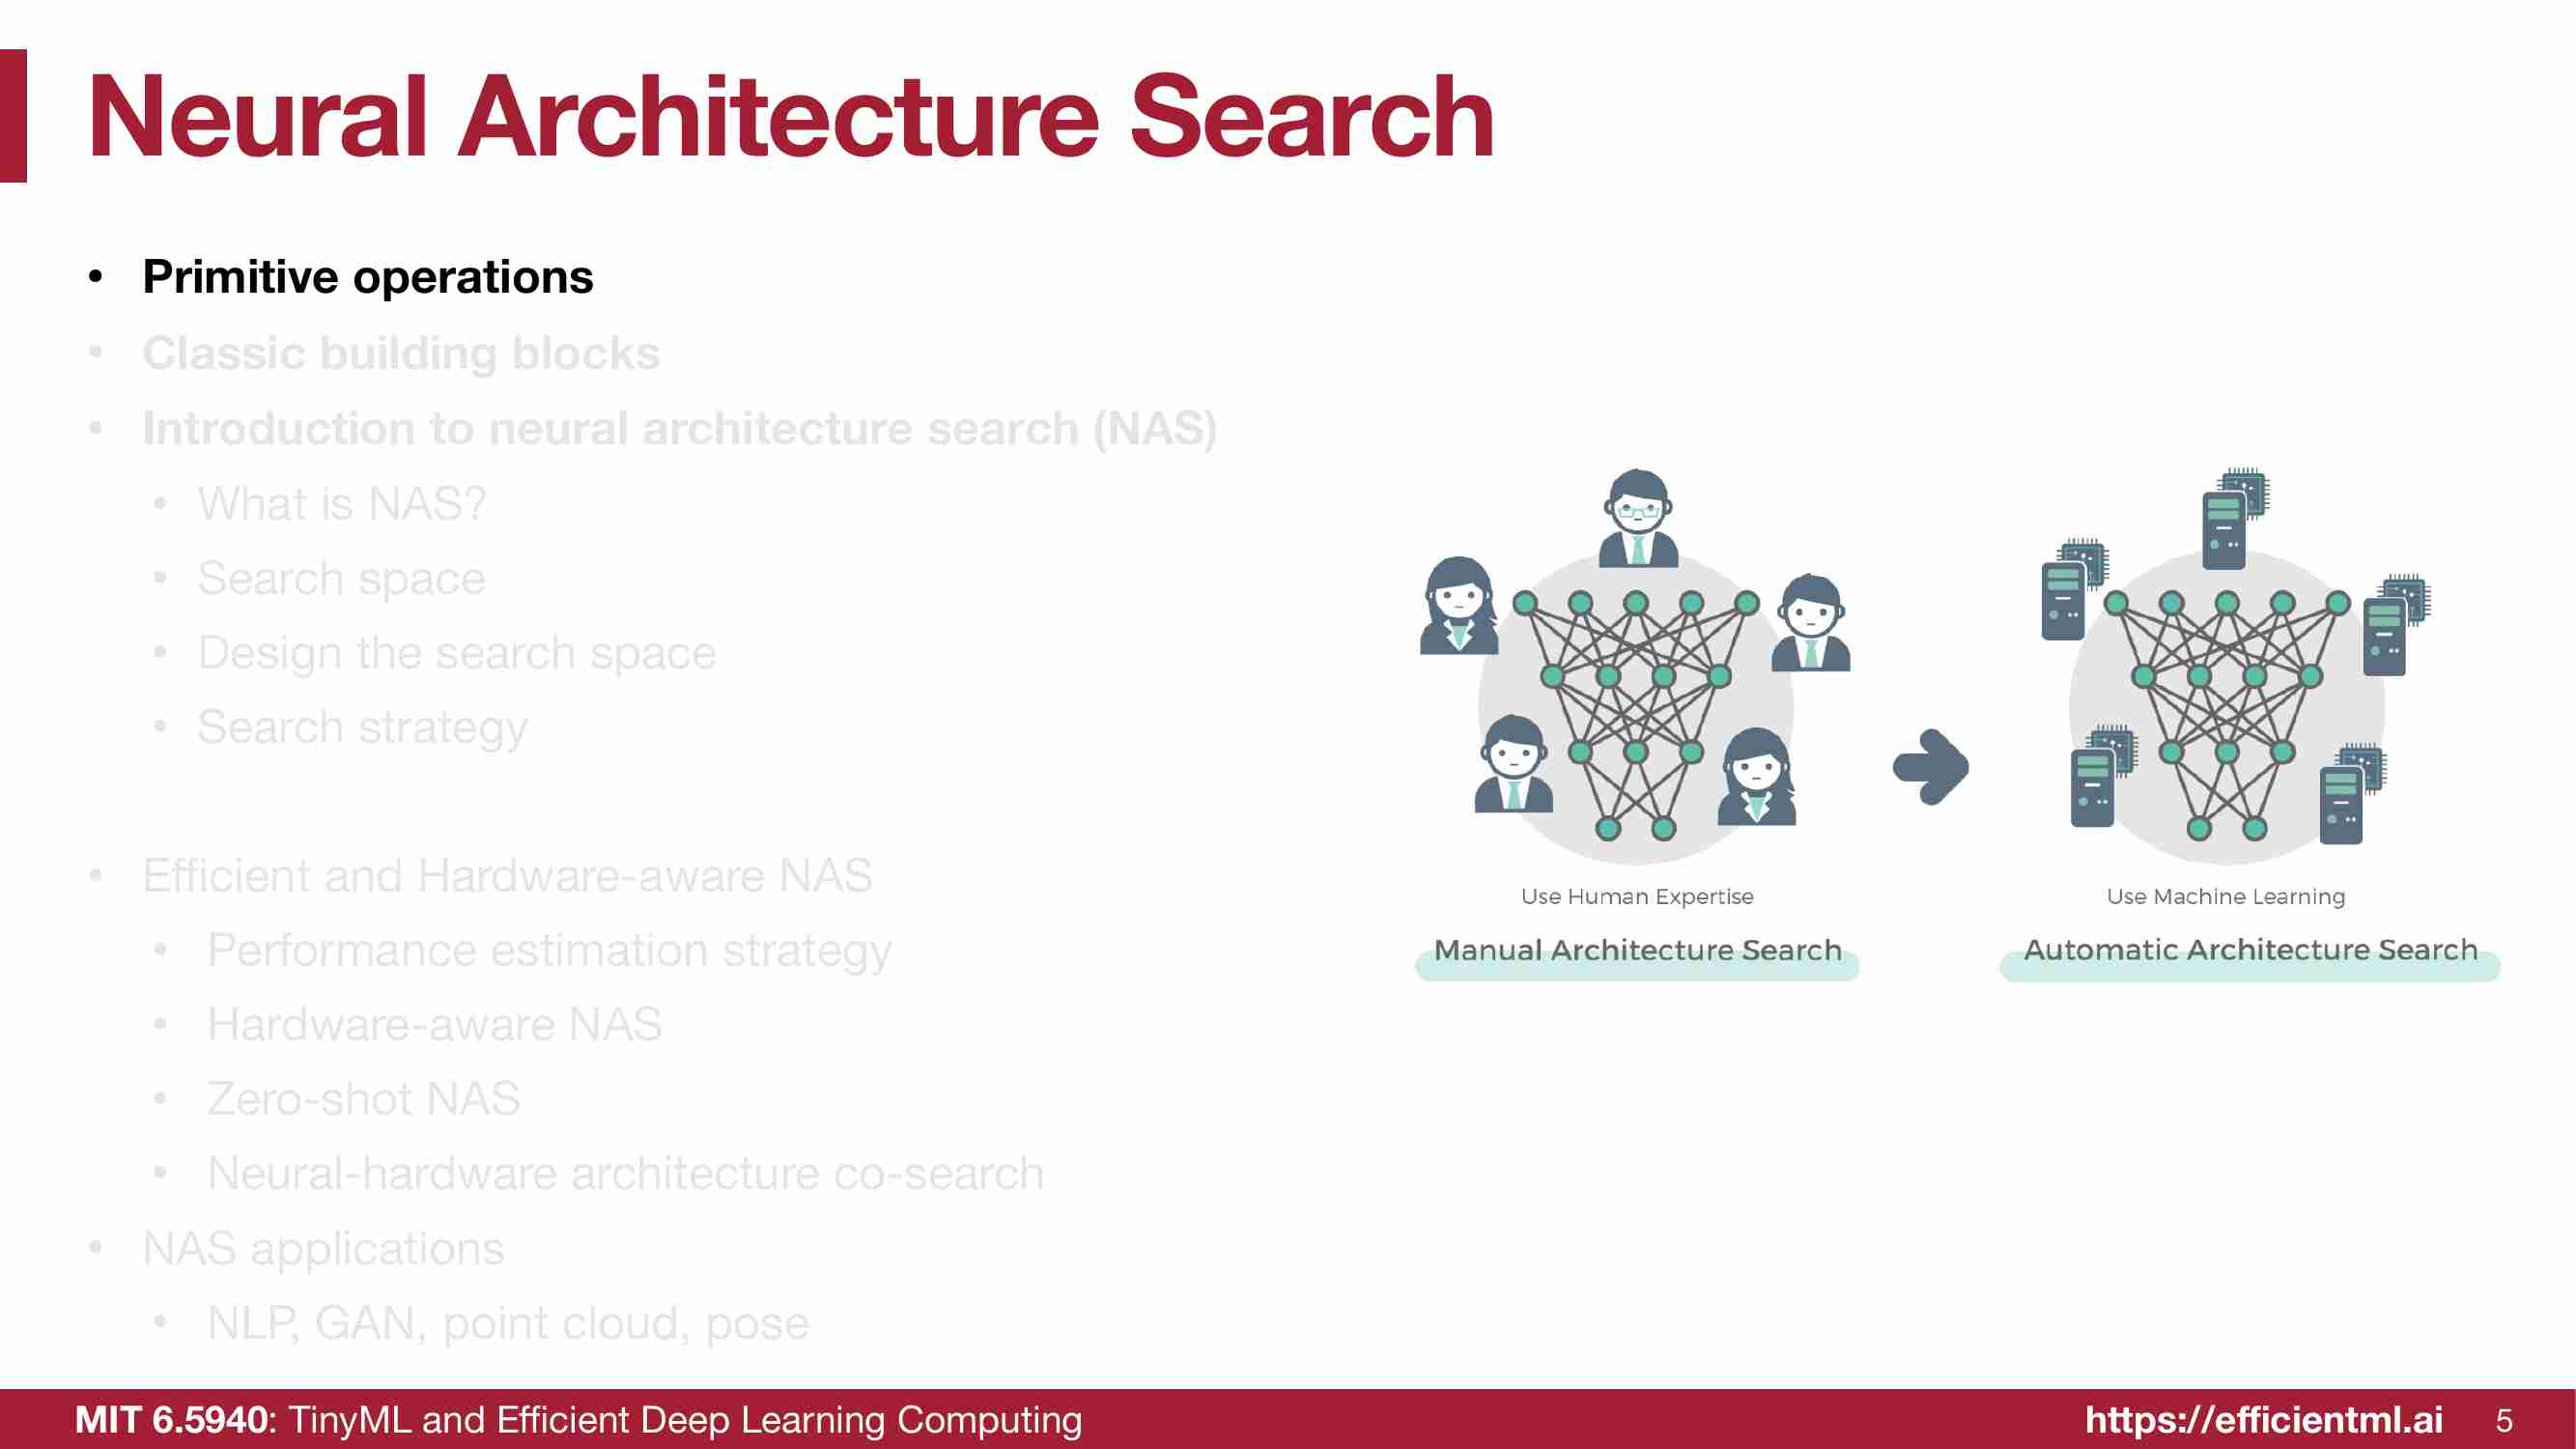 Neural Architecture Search
• Primitive operations
• Classic building blocks
• Introduction to neural architecture search (NAS)
• What is NAS?
• Search space
• Design the search space
• Search strategy
• Efficient and Hardware-aware NAS
• Performance estimation strategy
• Hardware-aware NAS
• Zero-shot NAS
• Neural-hardware architecture co-search
• NAS applications
• NLP, GAN, point cloud, pose
Use Human Expertise
Manual Architecture Search
Use Machine Learning
Automatic Architecture Search
MIT 6.5940: TinyML and Efficient Deep Learning Computing
https://efficientml.ai
5